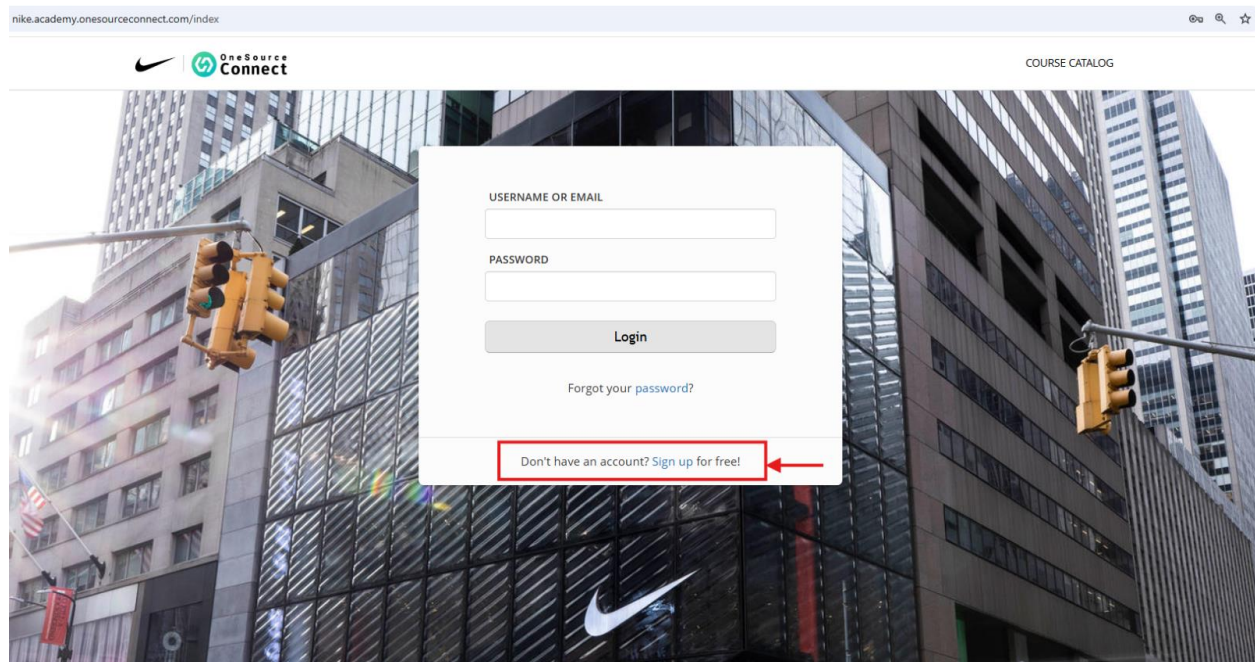 nike.academy.onesourceconnect.com/index
OneSource
Connect
COURSE CATALOG
USERNAME OR EMAIL
PASSWORD
Login
Forgot your password?
Don't have an account? Sign up for free!